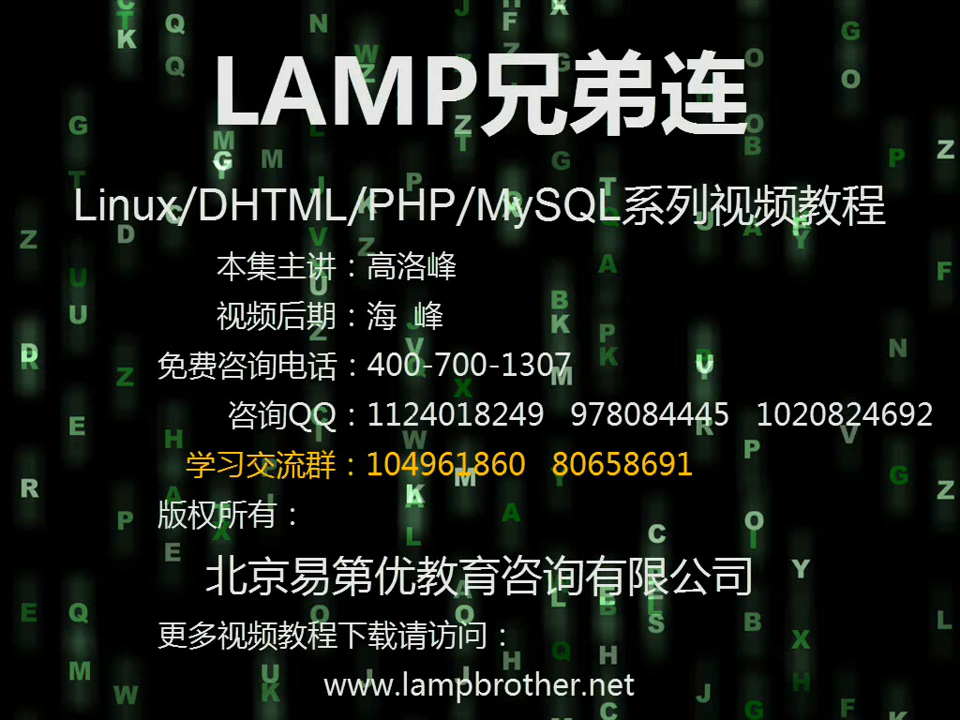 LAMP兄弟连
Linux/DHTML/PHP/MySQL系列视频教程
本集主讲：高洛峰
视频后期：海 峰
免费咨询电话：400-700-1307
咨询QQ：1124018249 978084445 1020824692
学习交流群：104961860 80658691
版权所有：
北京易第优教育咨询有限公司
更多视频教程下载请访问：
www.lampbrother.net